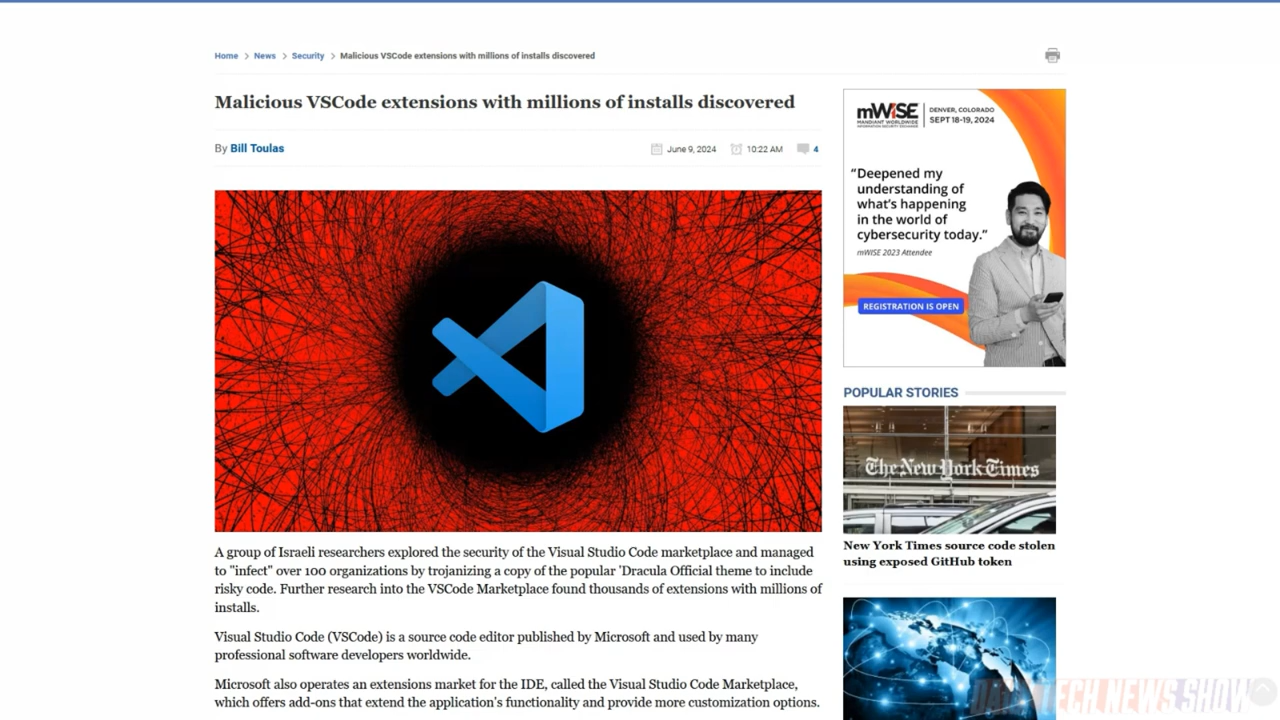 Home > News > Security > Malicious VSCode extensions with millions of installs discovered
Malicious VSCode extensions with millions of installs discovered
By Bill Toulas
June 9, 2024 10:22 AM 4
A group of Israeli researchers explored the security of the Visual Studio Code marketplace and managed
to "infect" over 100 organizations by trojanizing a copy of the popular 'Dracula Official theme to include
risky code. Further research into the VSCode Marketplace found thousands of extensions with millions of
installs.
Visual Studio Code (VSCode) is a source code editor published by Microsoft and used by many
professional software developers worldwide.
Microsoft also operates an extensions market for the IDE, called the Visual Studio Code Marketplace,
which offers add-ons that extend the application's functionality and provide more customization options.
mWISE
MANDIANT WORLDWIDE
INFORMATION SECURITY EXCHANGE
DENVER, COLORADO
SEPT 18-19, 2024
“Deepened my
understanding of
what’s happening
in the world of
cybersecurity today.”
mWISE 2023 Attendee
REGISTRATION IS OPEN
POPULAR STORIES
The New York Times
New York Times source code stolen
using exposed GitHub token
DAILY TECH NEWS SHOW